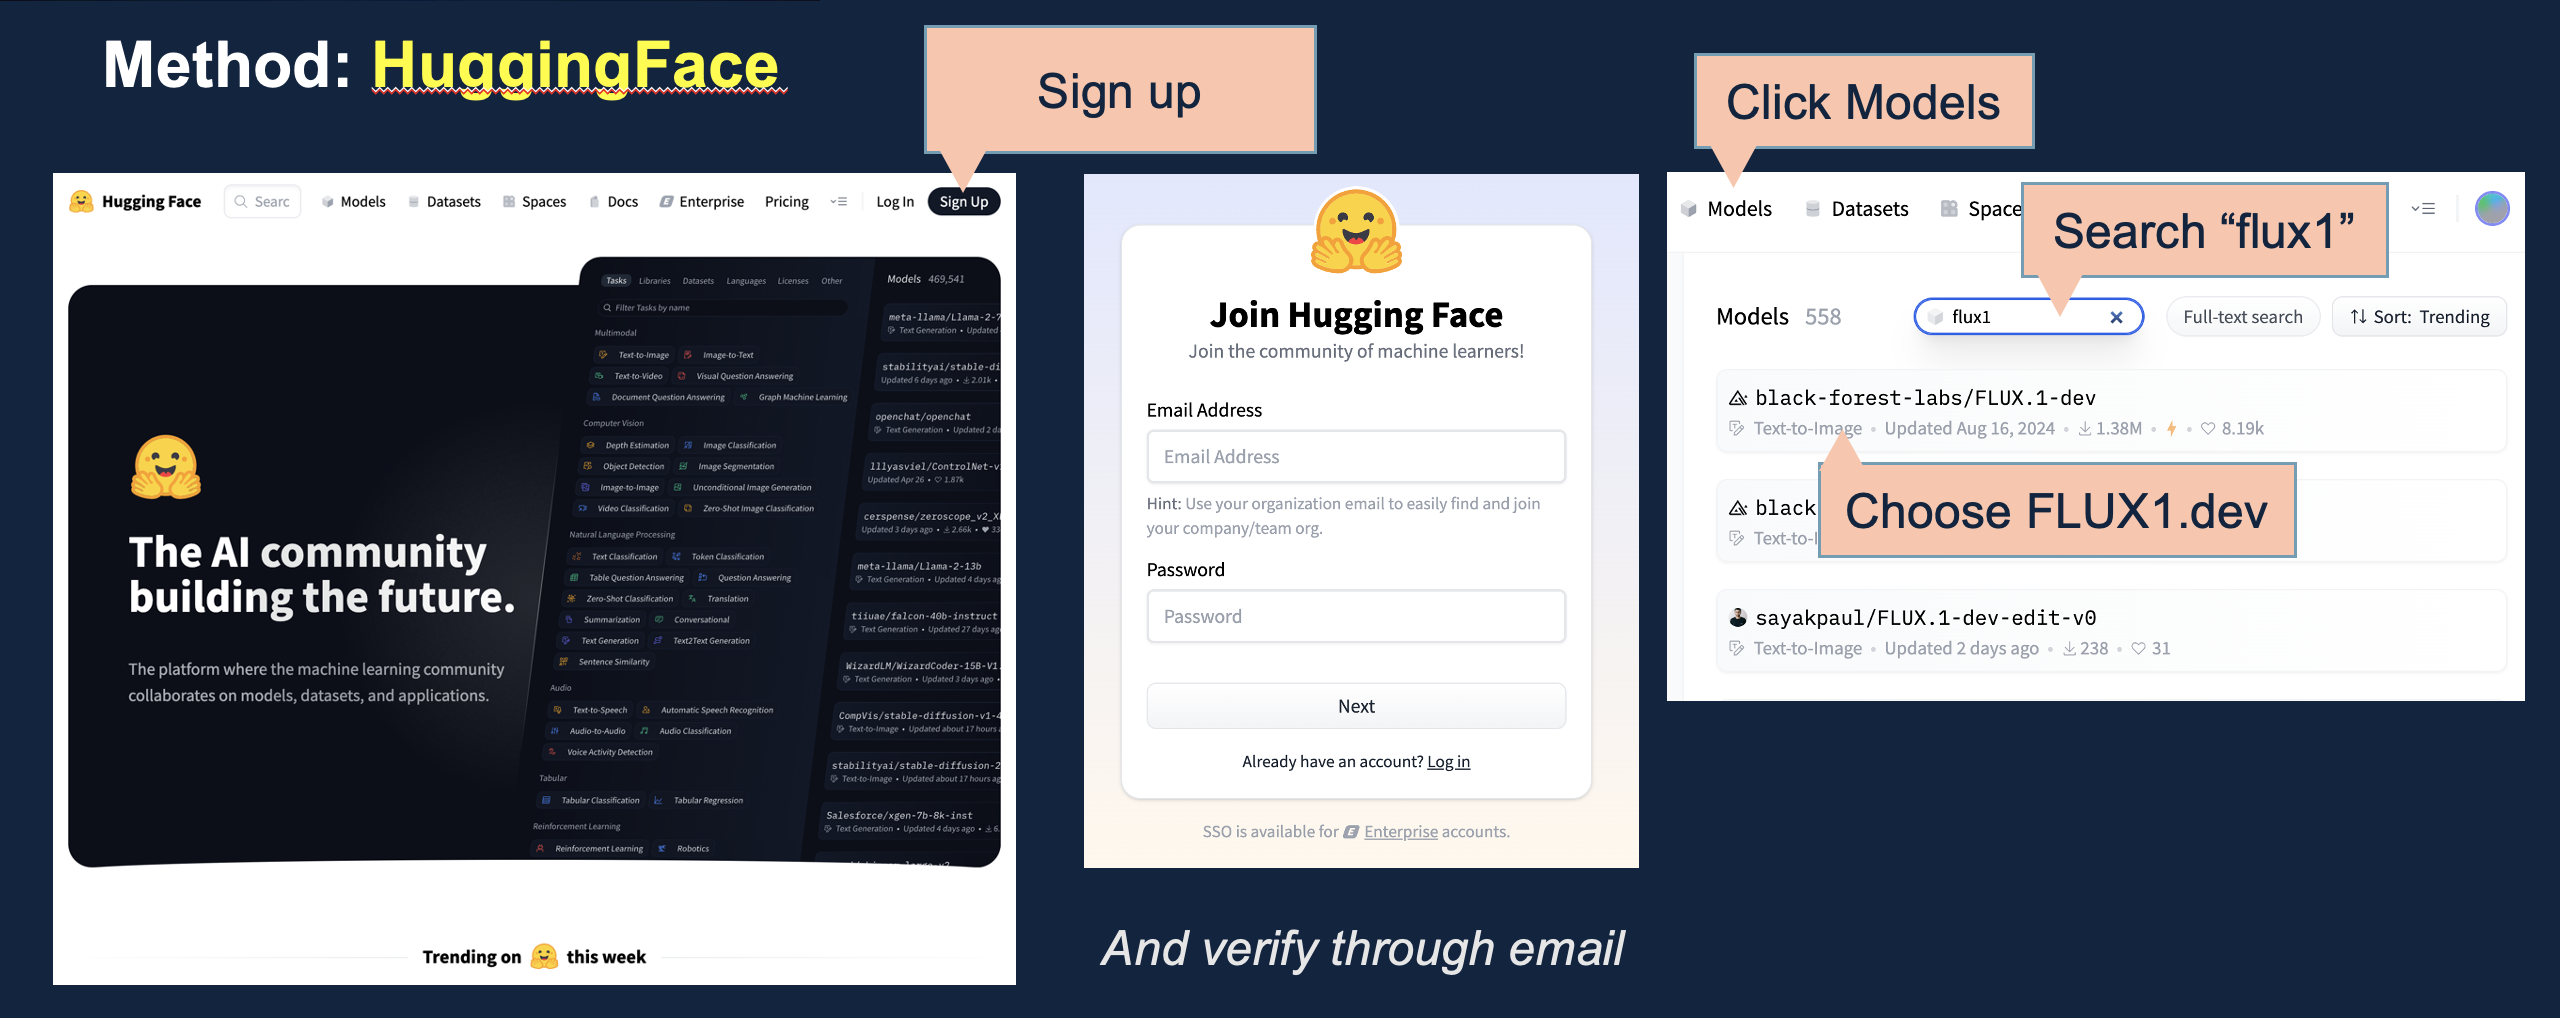 Method: HuggingFace
Sign up
Click Models
Hugging Face
Searc
Models
Datasets
Spaces
Docs
Enterprise
Pricing
Log In
Sign Up
Tasks
Libraries
Datasets
Languages
Licenses
Other
Filter Tasks by name
Multimodal
Text-to-Image
Image-to-Text
Text-to-Video
Visual Question Answering
Document Question Answering
Graph Machine Learning
Computer Vision
Depth Estimation
Image Classification
Object Detection
Image Segmentation
Image-to-Image
Unconditional Image Generation
Video Classification
Zero-Shot Image Classification
Natural Language Processing
Text Classification
Token Classification
Table Question Answering
Question Answering
Zero-Shot Classification
Translation
Summarization
Conversational
Text Generation
Text2Text Generation
Sentence Similarity
Audio
Text-to-Speech
Automatic Speech Recognition
Audio-to-Audio
Audio Classification
Voice Activity Detection
Tabular
Tabular Classification
Tabular Regression
Reinforcement Learning
Reinforcement Learning
Robotics
Models 469,541
meta-llama/Llama-2-7
Text Generation • Updated
stabilityai/stable-di
Updated 6 days ago • 2.01k •
openchat/openchat
Text Generation • Updated 2 da
lllyasviel/ControlNet-v
Updated Apr 26 • 1.87k
cerspense/zeroscope_v2_X
Updated 3 days ago • 2.66k • 33
meta-llama/Llama-2-13b
Text Generation • Updated 4 days ag
tiiuae/falcon-40b-instruct
Text Generation • Updated 27 days ag
WizardLM/WizardCoder-15B-V1.
Text Generation • Updated 3 days ago
CompVis/stable-diffusion-v1-4
Text-to-Image • Updated about 17 hours a
stabilityai/stable-diffusion-2
Text-to-Image • Updated about 17 hours ag
Salesforce/xgen-7b-8k-inst
Text Generation • Updated 4 days ago • 6.
The AI community
building the future.
The platform where the machine learning community
collaborates on models, datasets, and applications.
Trending on this week
Join Hugging Face
Join the community of machine learners!
Email Address
Email Address
Hint: Use your organization email to easily find and join
your company/team org.
Password
Password
Next
Already have an account? Log in
SSO is available for Enterprise accounts.
And verify through email
Models
Datasets
Space
Search “flux1”
Models 558
flux1
Full-text search
Sort: Trending
black-forest-labs/FLUX.1-dev
Text-to-Image • Updated Aug 16, 2024 • 1.38M • • 8.19k
Choose FLUX1.dev
black
Text-to-I
sayakpaul/FLUX.1-dev-edit-v0
Text-to-Image • Updated 2 days ago • 238 • 31